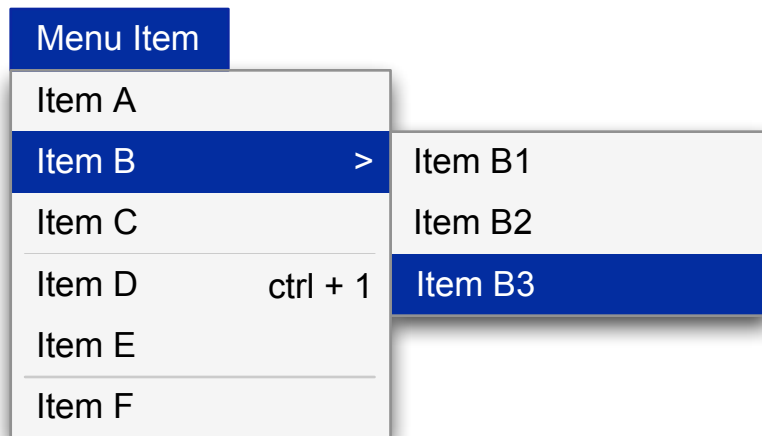 Menu Item
Item A
Item B >
Item C
Item D ctrl + 1
Item E
Item F
Item B1
Item B2
Item B3